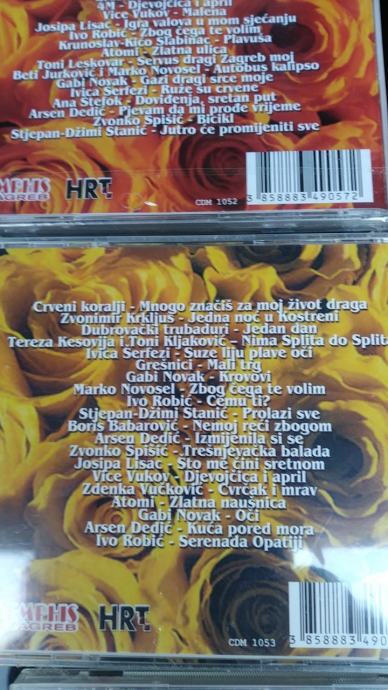 4M - Djevojčica i april
Vice Vukov - Malena
Josipa Lisac - Igra valova u mom sjećanju
Ivo Robić - Zbog čega te volim
Krunoslav-Kićo Slabinac - Plavuša
Atomi - Zlatna ulica
Toni Leskovar - Servus dragi Zagreb moj
Beti Jurković i Marko Novosel - Autobus kalipso
Gabi Novak - Gazi dragi srce moje
Ivica Šerfezi - Ruže su crvene
Ana Štefok - Doviđenja, sretan put
Arsen Dedić - Pjevam da mi prođe vrijeme
Zvonko Špišić - Bicikl
Stjepan-Džimi Stanić - Jutro će promijeniti sve
HRT
CDM 1052
3 858883 490572
Crveni koralji - Mnogo značiš za moj život draga
Zvonimir Krkljuš - Jedna noć u Kostreni
Dubrovački trubaduri - Jedan dan
Tereza Kesovija i Toni Kljaković – Nima Splita do Splita
Ivica Šerfezi - Suze liju plave oči
Grešnici - Mali trg
Gabi Novak - Krovovi
Marko Novosel - Zbog čega te volim
Ivo Robić - Čemu ti?
Stjepan-Džimi Stanić - Prolazi sve
Boris Babarović - Nemoj reći zbogom
Arsen Dedić - Izmijenila si se
Zvonko Špišić - Trešnjevačka balada
Josipa Lisac - Što me čini sretnom
Vice Vukov - Djevojčica i april
Zdenka Vučković - Cvrčak i mrav
Atomi - Zlatna naušnica
Gabi Novak - Oči
Arsen Dedić - Kuća pored mora
Ivo Robić - Serenada Opatiji
HRT
CDM 1053
3 858883 490